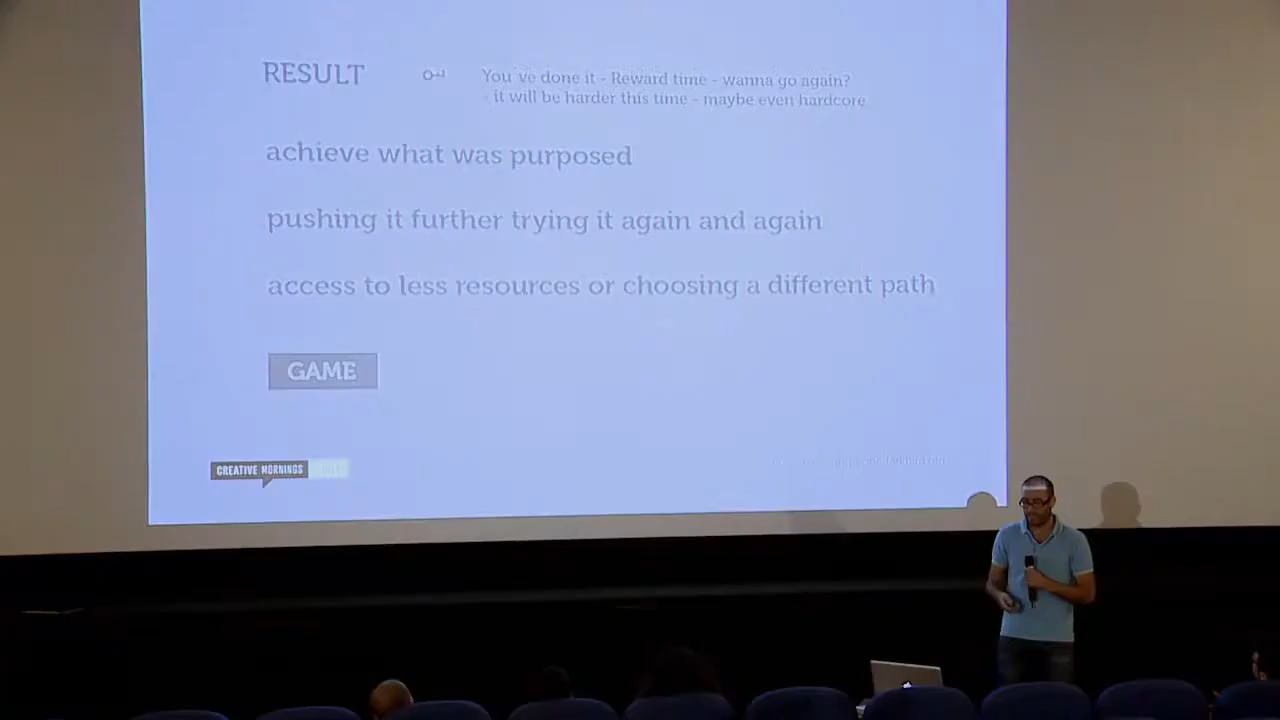 RESULT
You've done it - Reward time - wanna go again?
- it will be harder this time - maybe even hardcore
achieve what was purposed
pushing it further trying it again and again
access to less resources or choosing a different path
GAME
CREATIVE MORNINGS